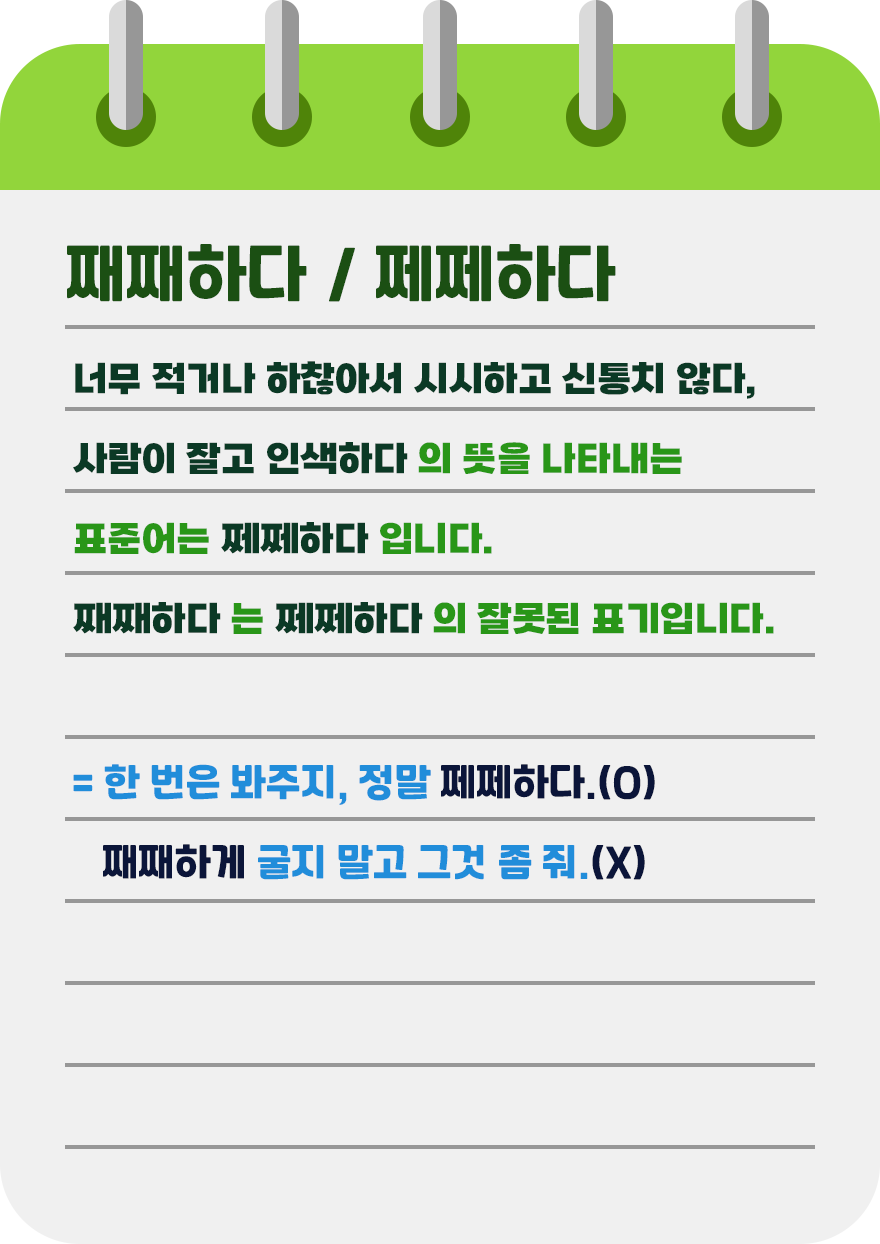 째째하다 / 쩨쩨하다
너무 적거나 하찮아서 시시하고 신통치 않다,
사람이 잘고 인색하다 의 뜻을 나타내는
표준어는 쩨쩨하다 입니다.
째째하다 는 쩨쩨하다 의 잘못된 표기입니다.
= 한 번은 봐주지, 정말 쩨쩨하다.(O)
째째하게 굴지 말고 그것 좀 줘.(X)